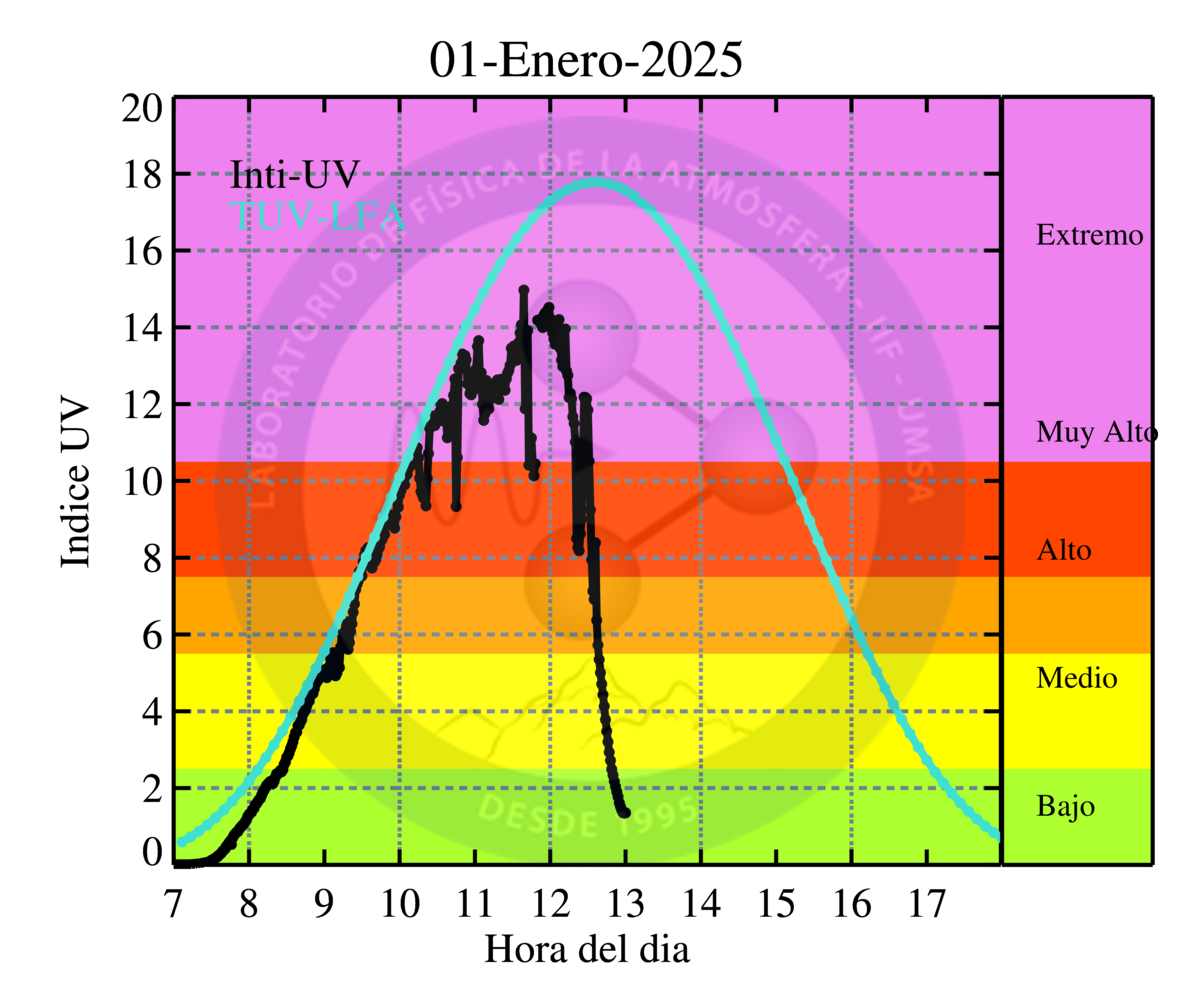 01-Enero-2025
20
18
16
14
12
10
8
6
4
2
0
Indice UV
Inti-UV
TUV-LFA
LABORATORIO DE FÍSICA DE LA ATMÓSFERA - IIF - UMSA
DESDE 1995
Extremo
Muy Alto
Alto
Medio
Bajo
7 8 9 10 11 12 13 14 15 16 17
Hora del dia